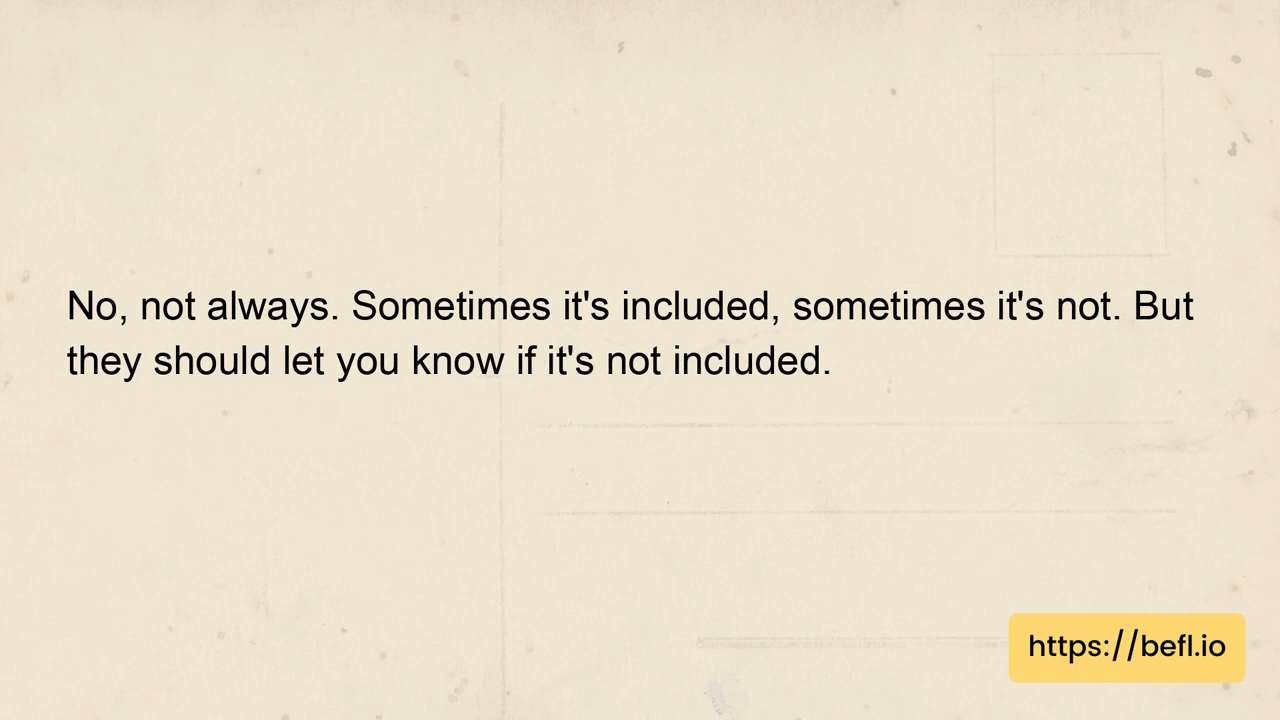 No, not always. Sometimes it's included, sometimes it's not. But
they should let you know if it's not included.
https://befl.io